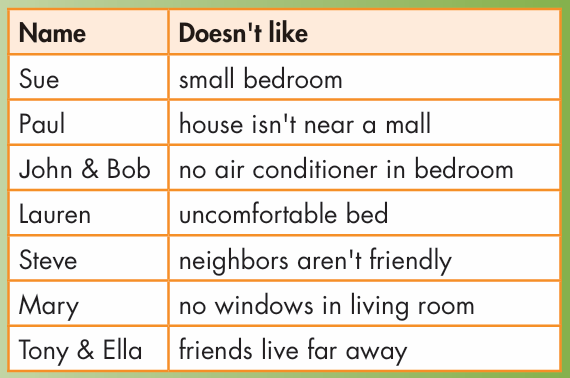 Name Doesn't like
Sue small bedroom
Paul house isn't near a mall
John & Bob no air conditioner in bedroom
Lauren uncomfortable bed
Steve neighbors aren't friendly
Mary no windows in living room
Tony & Ella friends live far away